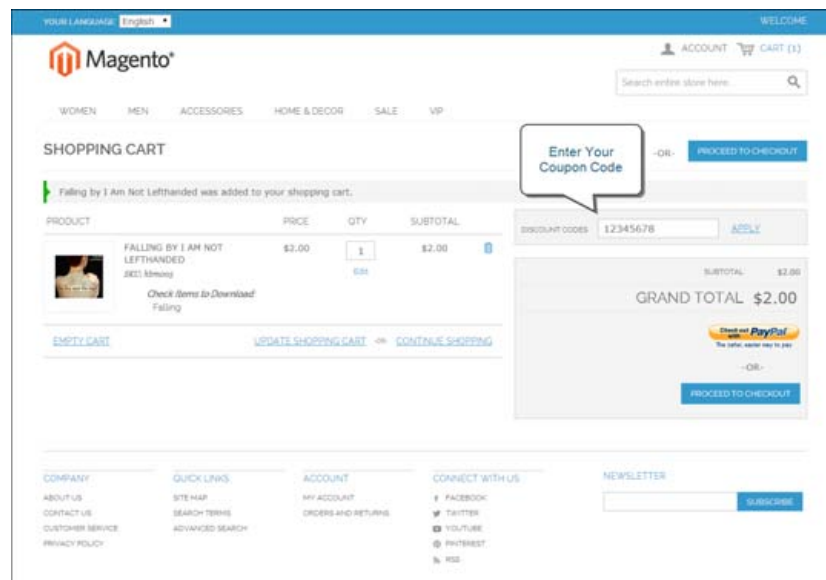 YOUR LANGUAGE: English
WELCOME
Magento®
ACCOUNT CART (1)
Search entire store here.
WOMEN MEN ACCESSORIES HOME & DECOR SALE VIP
SHOPPING CART
Enter Your
Coupon Code
-OR- PROCEED TO CHECKOUT
Falling by I Am Not Lefthanded was added to your shopping cart.
PRODUCT PRICE QTY SUBTOTAL
DISCOUNT CODES 12345678 APPLY
FALLING BY I AM NOT
LEFTHANDED
$2.00 1 $2.00
Edit
SKU:
Check Items to Download
Falling
SUBTOTAL $2.00
GRAND TOTAL $2.00
Check out with PayPal
The safer, easier way to pay
-OR-
PROCEED TO CHECKOUT
EMPTY CART UPDATE SHOPPING CART -OR- CONTINUE SHOPPING
COMPANY QUICK LINKS ACCOUNT CONNECT WITH US NEWSLETTER
ABOUT US SITE MAP MY ACCOUNT FACEBOOK
CONTACT US SEARCH TERMS ORDERS AND RETURNS TWITTER
SUBSCRIBE
CUSTOMER SERVICE ADVANCED SEARCH YOUTUBE
PRIVACY POLICY PINTEREST
RSS